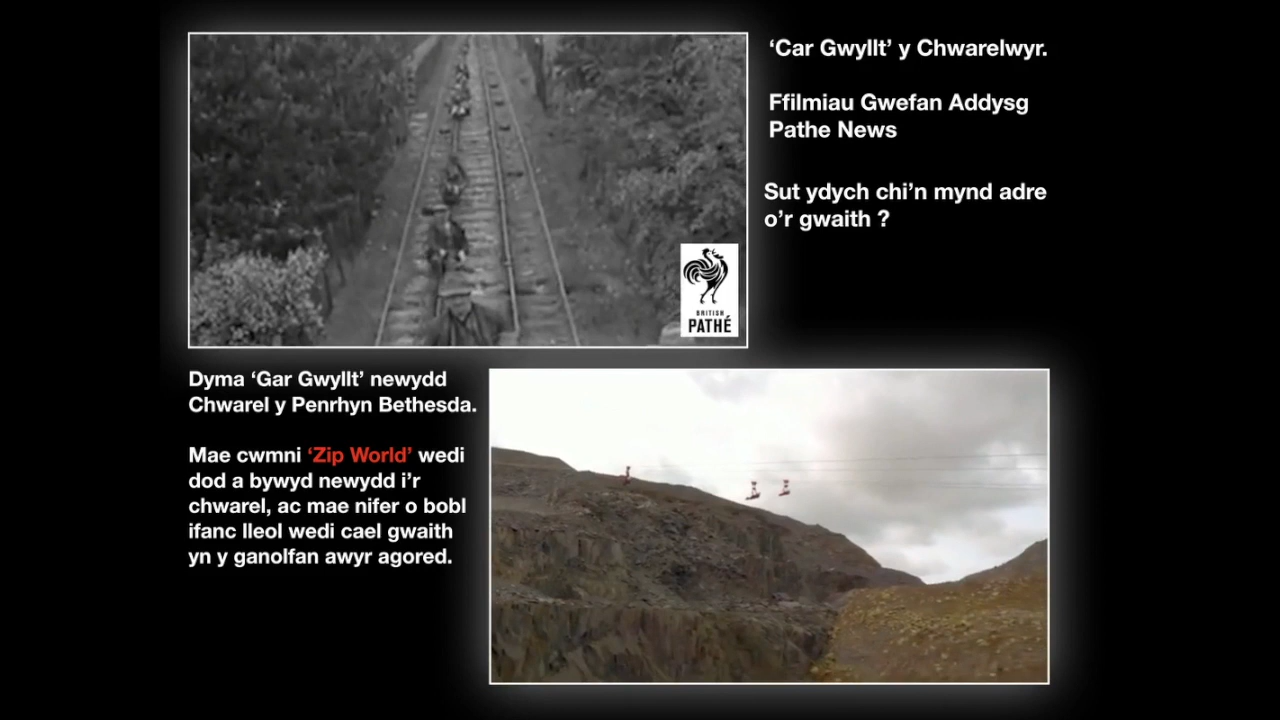 ‘Car Gwyllt’ y Chwarelwyr.
Ffilmiau Gwefan Addysg
Pathe News
Sut ydych chi’n mynd adre
o’r gwaith ?
BRITISH
PATHÉ
Dyma ‘Gar Gwyllt’ newydd
Chwarel y Penrhyn Bethesda.
Mae cwmni ‘Zip World’ wedi
dod a bywyd newydd i’r
chwarel, ac mae nifer o bobl
ifanc lleol wedi cael gwaith
yn y ganolfan awyr agored.